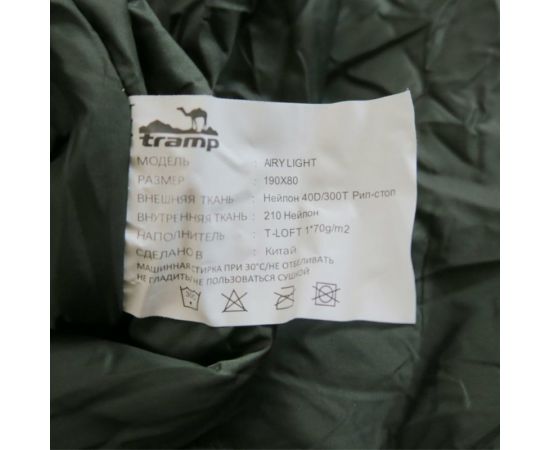 tramp
МОДЕЛЬ : AIRY LIGHT
РАЗМЕР : 190X80
ВНЕШНЯЯ ТКАНЬ : Нейлон 40D/300T Рип-стоп
ВНУТРЕННЯЯ ТКАНЬ : 210 Нейлон
НАПОЛНИТЕЛЬ : T-LOFT 1*70g/m2
СДЕЛАНО В : Китай
МАШИННАЯ СТИРКА ПРИ 30°С/НЕ ОТБЕЛИВАТЬ
НЕ ГЛАДИТЬ/НЕ ПОЛЬЗОВАТЬСЯ СУШКОЙ
30°